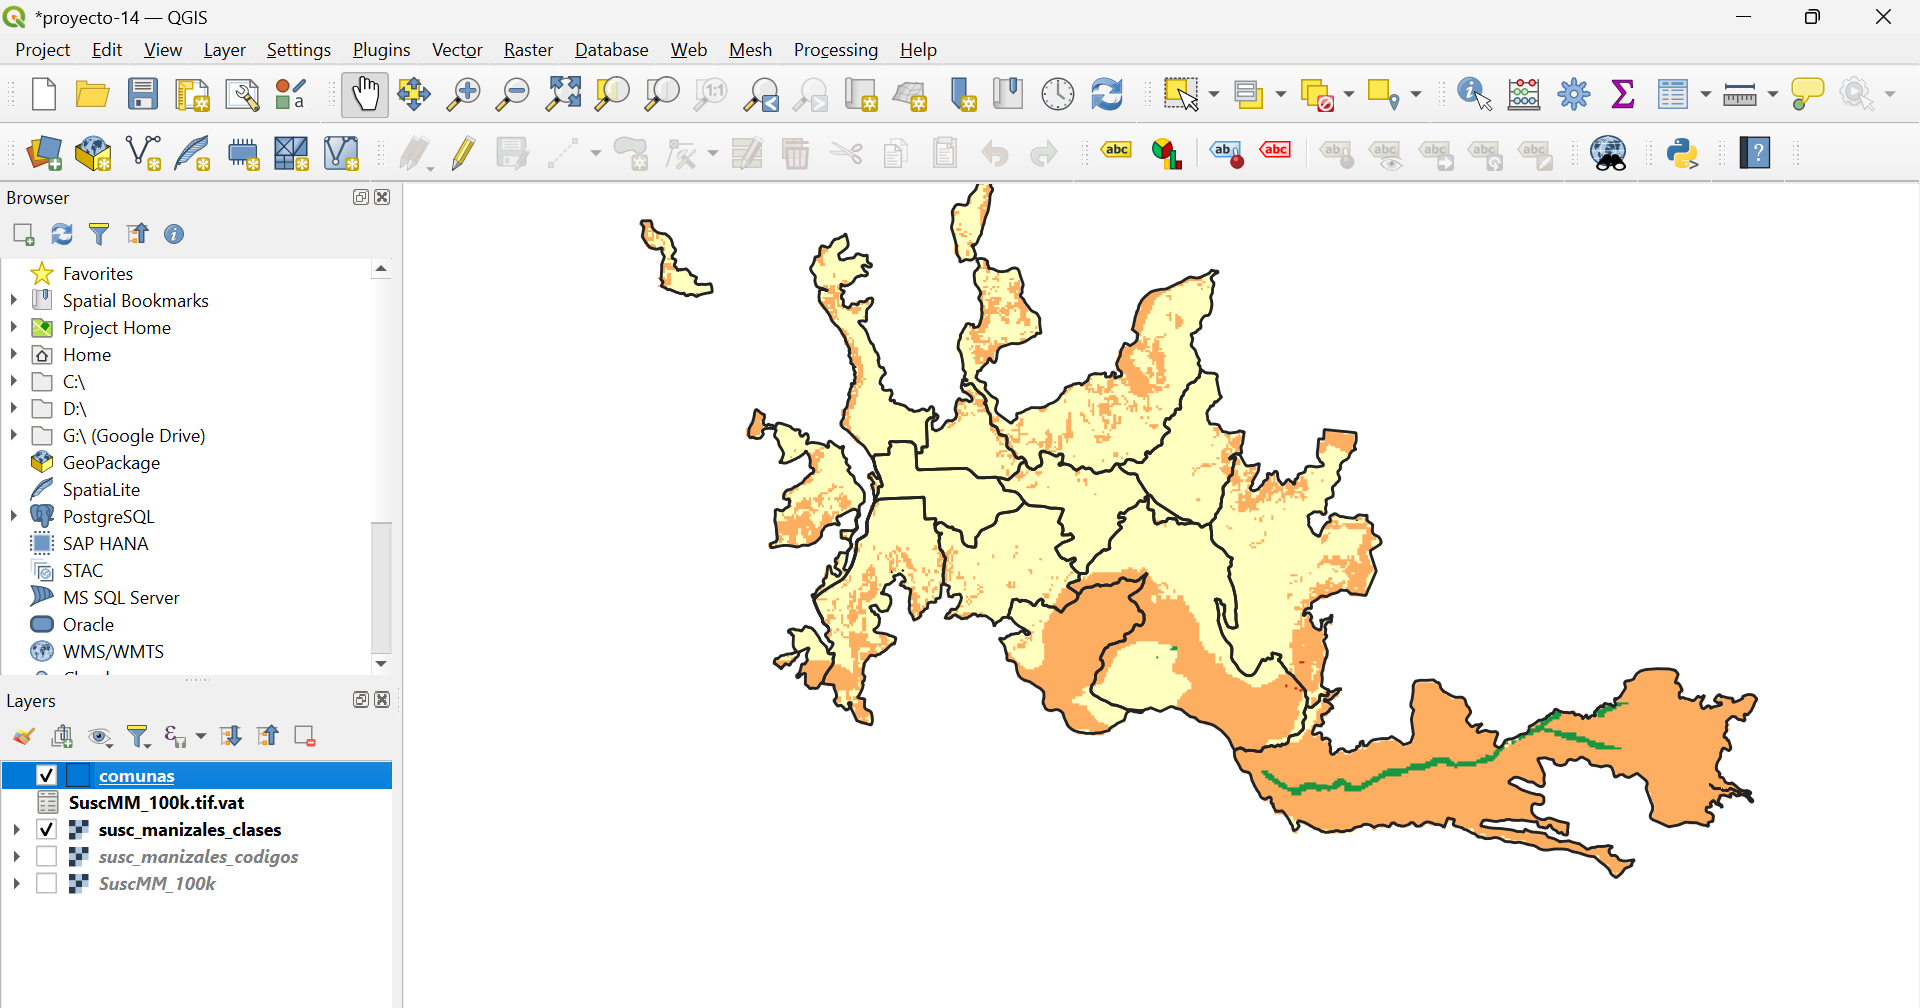 *proyecto-14 — QGIS
Project Edit View Layer Settings Plugins Vector Raster Database Web Mesh Processing Help
Browser
Favorites
Spatial Bookmarks
Project Home
Home
C:\
D:\
G:\ (Google Drive)
GeoPackage
SpatiaLite
PostgreSQL
SAP HANA
STAC
MS SQL Server
Oracle
WMS/WMTS
Layers
comunas
SuscMM_100k.tif.vat
susc_manizales_clases
susc_manizales_codigos
SuscMM_100k